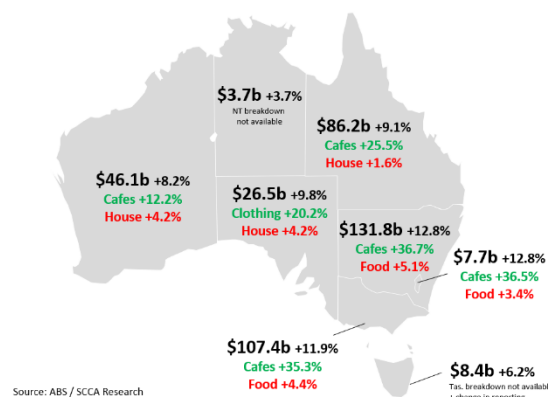 $3.7b +3.7%
NT breakdown
not available
$86.2b +9.1%
Cafes +25.5%
House +1.6%
$46.1b +8.2%
Cafes +12.2%
House +4.2%
$26.5b +9.8%
Clothing +20.2%
House +4.2%
$131.8b +12.8%
Cafes +36.7%
Food +5.1%
$7.7b +12.8%
Cafes +36.5%
Food +3.4%
$107.4b +11.9%
Cafes +35.3%
Food +4.4%
$8.4b +6.2%
Tas. breakdown not available
change in reporting
Source: ABS / SCCA Research